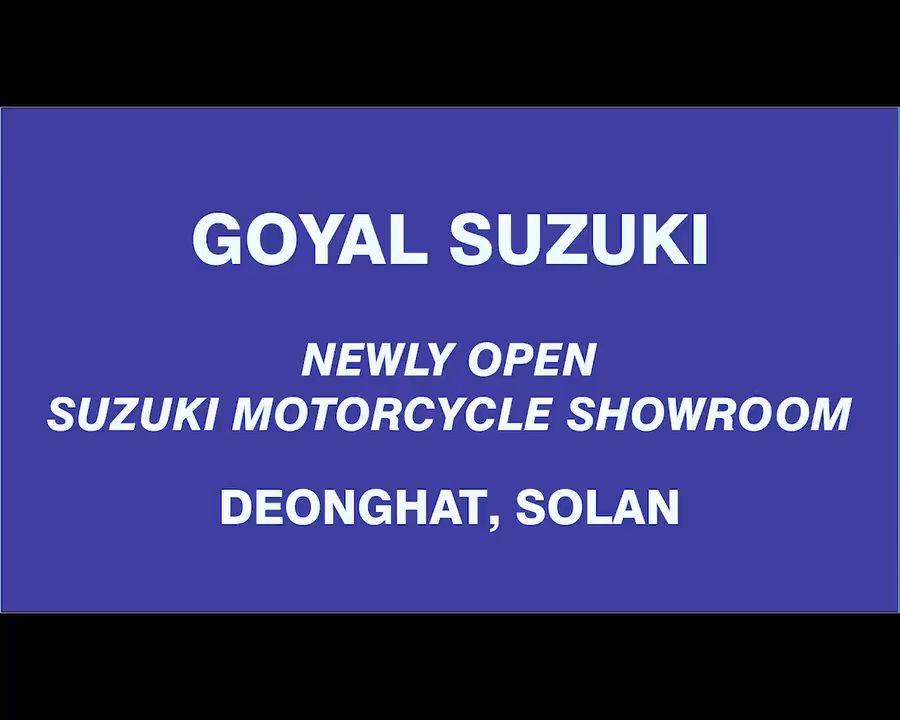 GOYAL SUZUKI
NEWLY OPEN
SUZUKI MOTORCYCLE SHOWROOM
DEONGHAT, SOLAN